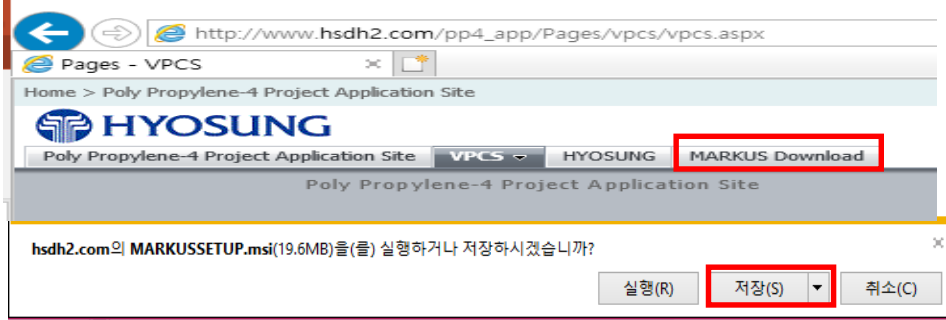 http://www.hsdh2.com/pp4_app/Pages/vpcs/vpcs.aspx
Pages - VPCS
Home > Poly Propylene-4 Project Application Site
HYOSUNG
Poly Propylene-4 Project Application Site VPCS HYOSUNG MARKUS Download
Poly Propylene-4 Project Application Site
hsdh2.com의 MARKUSSETUP.msi(19.6MB)을(를) 실행하거나 저장하시겠습니까?
실행(R) 저장(S) 취소(C)